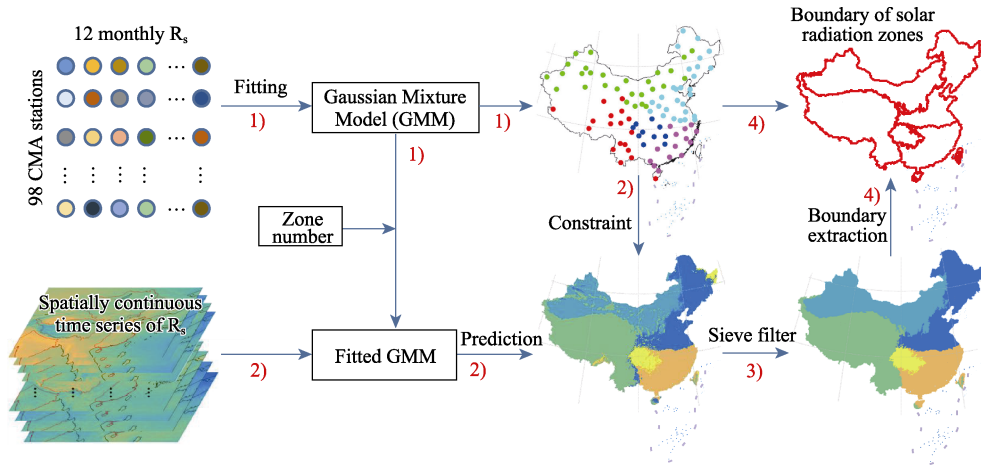 12 monthly Rs
98 CMA stations
Fitting
1)
Gaussian Mixture
Model (GMM)
1)
1)
Zone
number
Spatially continuous
time series of Rs
2)
Fitted GMM
Prediction
2)
2)
Constraint
4)
Boundary of solar
radiation zones
4)
Boundary
extraction
Sieve filter
3)